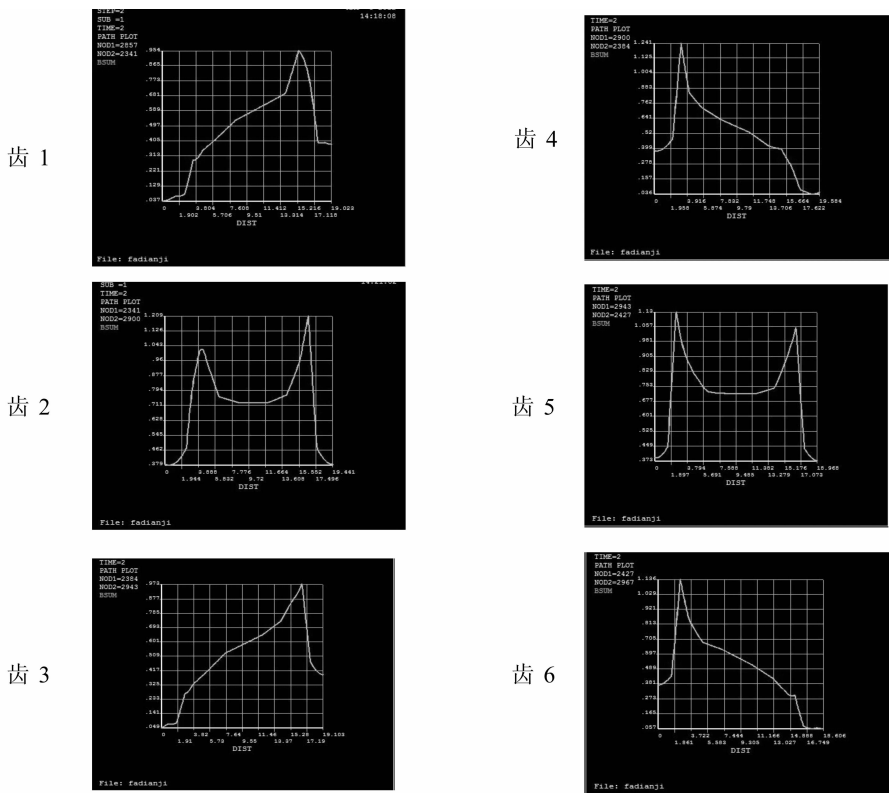 齿 1
STEP=2
SUB =1
TIME=2
PATH PLOT
NOD1=2857
NOD2=2341
BSUM
14:18:08
.865
.773
.681
.589
.497
.405
.313
.221
.129
.037
0
3.804
7.608
11.412
15.216
19.023
1.902
5.706
9.51
13.314
17.118
DIST
File: fadianji
齿 4
TIME=2
PATH PLOT
NOD1=2900
NOD2=2384
BSUM
1.241
1.125
1.004
.883
.762
.641
.52
.399
.278
.157
.036
0
3.916
7.832
11.748
15.664
19.584
1.958
5.874
9.79
13.706
17.622
DIST
File: fadianji
齿 2
SUB =1
TIME=2
PATH PLOT
NOD1=2341
NOD2=2900
BSUM
1.209
1.126
1.043
.96
.877
.794
.711
.628
.545
.462
.379
0
3.888
7.776
11.664
15.552
19.441
1.944
5.832
9.72
13.608
17.496
DIST
File: fadianji
齿 5
TIME=2
PATH PLOT
NOD1=2943
NOD2=2427
BSUM
1.13
1.057
.981
.905
.829
.753
.677
.601
.525
.449
.373
0
3.794
7.588
11.382
15.176
18.968
1.897
5.691
9.485
13.279
17.073
DIST
File: fadianji
齿 3
TIME=2
PATH PLOT
NOD1=2384
NOD2=2943
BSUM
.877
.785
.693
.601
.509
.417
.325
.233
.141
.049
0
3.82
7.64
11.46
15.28
19.103
1.91
5.73
9.55
13.37
17.19
DIST
File: fadianji
齿 6
TIME=2
PATH PLOT
NOD1=2427
NOD2=2967
BSUM
1.029
.921
.813
.705
.597
.489
.381
.273
.165
.057
0
3.722
7.444
11.166
14.888
18.606
1.861
5.583
9.305
13.027
16.749
DIST
File: fadianji